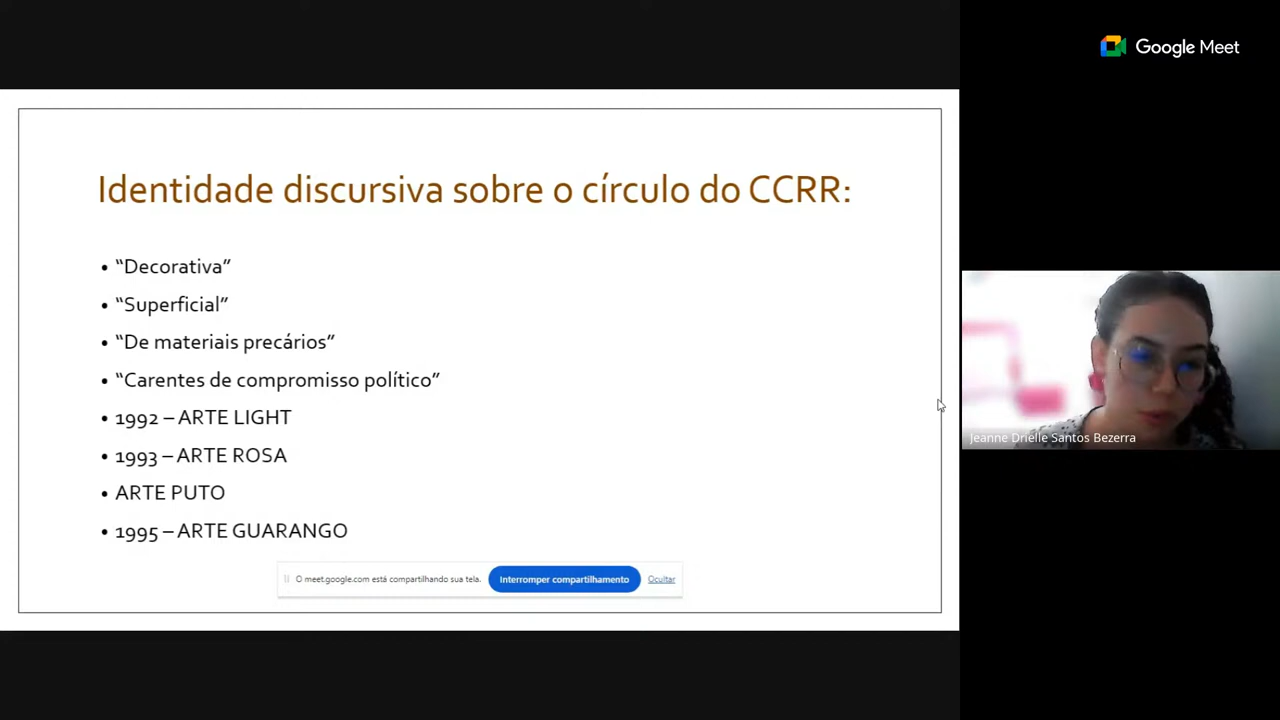 Google Meet
Identidade discursiva sobre o círculo do CCRR:
• “Decorativa”
• “Superficial”
• “De materiais precários”
• “Carentes de compromisso político”
• 1992 – ARTE LIGHT
• 1993 – ARTE ROSA
• ARTE PUTO
• 1995 – ARTE GUARANGO
O meet.google.com está compartilhando sua tela. Interromper compartilhamento Ocultar
Jeanne Drielle Santos Bezerra